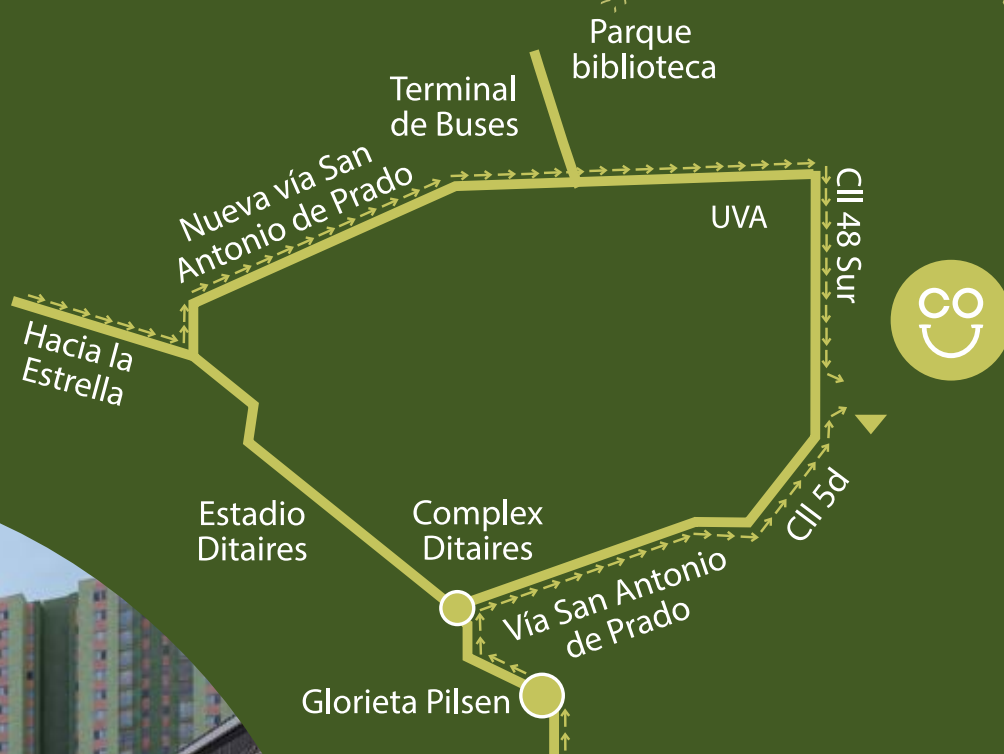 Parque
biblioteca
Terminal
de Buses
Nueva vía San
Antonio de Prado
UVA
Cll 48 Sur
CO
Hacia la
Estrella
Estadio
Ditaires
Complex
Ditaires
Cll 5d
Vía San Antonio
de Prado
Glorieta Pilsen